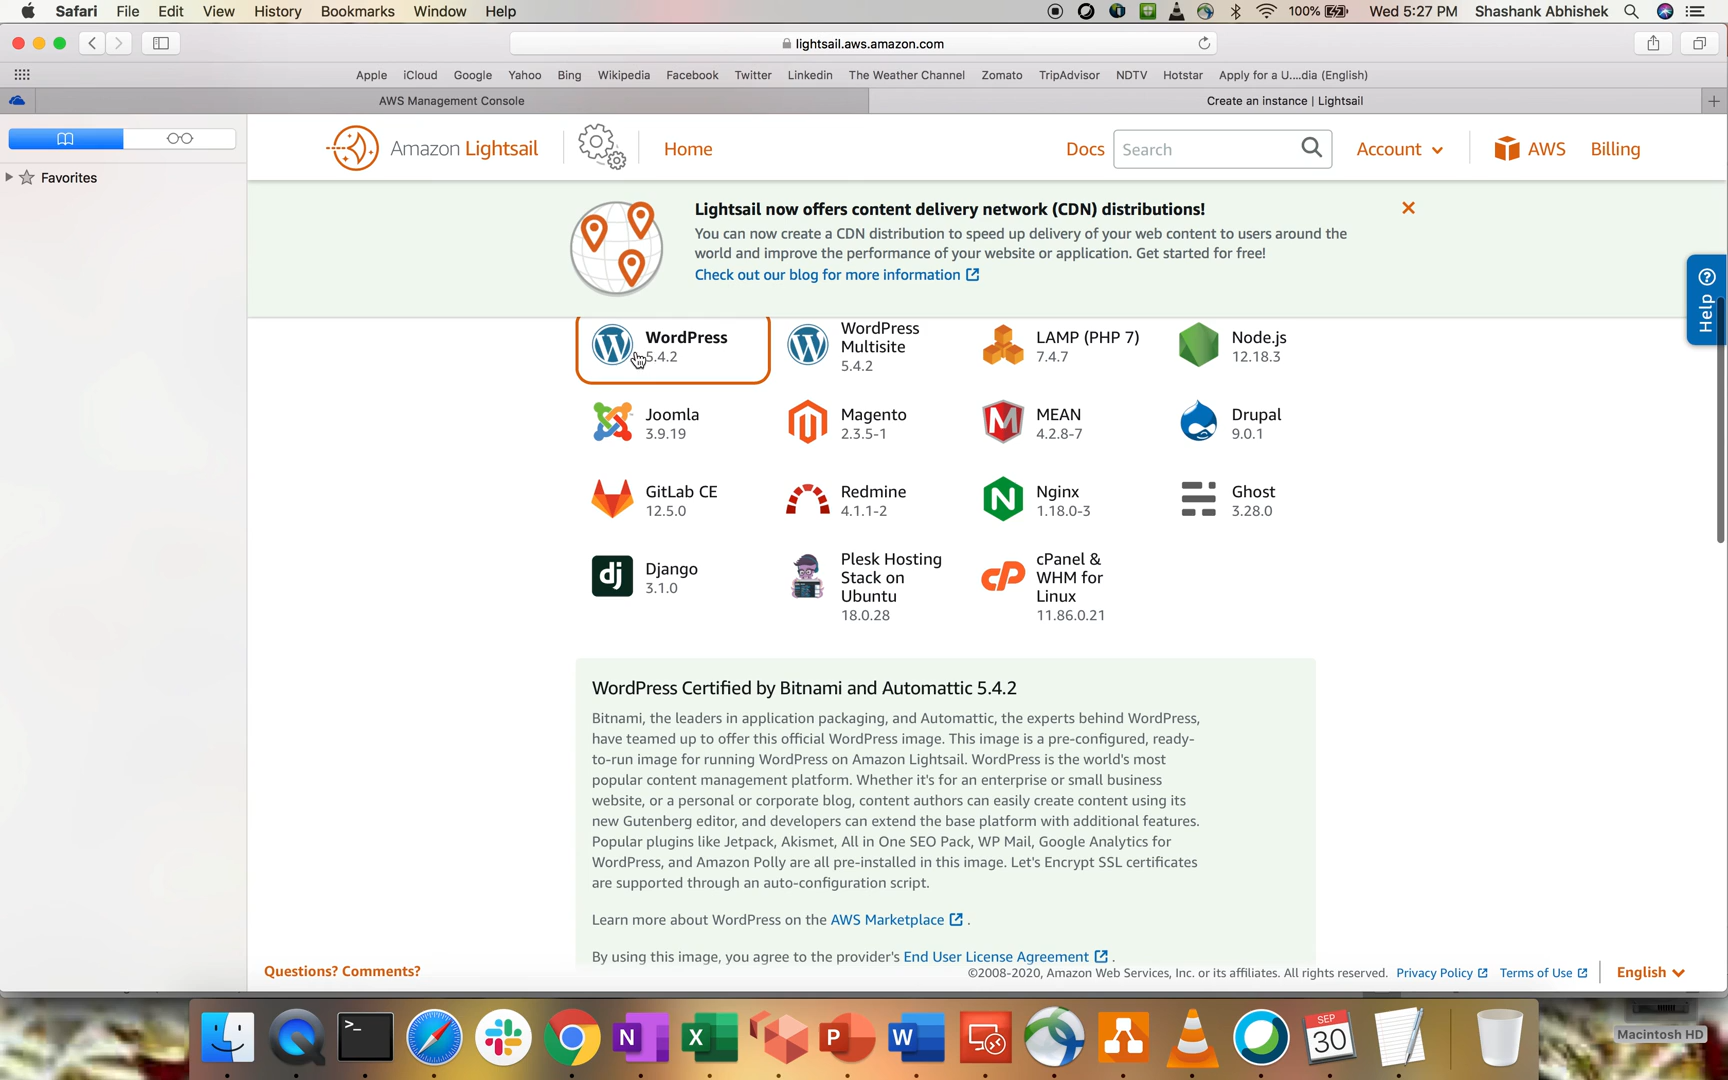 Safari File Edit View History Bookmarks Window Help 100% Wed 5:27 PM Shashank Abhishek
lightsail.aws.amazon.com
Apple iCloud Google Yahoo Bing Wikipedia Facebook Twitter Linkedin The Weather Channel Zomato TripAdvisor NDTV Hotstar Apply for a U....dia (English)
AWS Management Console Create an instance | Lightsail
Amazon Lightsail Home Docs Search Account AWS Billing
Favorites
Lightsail now offers content delivery network (CDN) distributions!
You can now create a CDN distribution to speed up delivery of your web content to users around the
world and improve the performance of your website or application. Get started for free!
Check out our blog for more information
Help
WordPress
5.4.2
WordPress
Multisite
5.4.2
LAMP (PHP 7)
7.4.7
Node.js
12.18.3
Joomla
3.9.19
Magento
2.3.5-1
MEAN
4.2.8-7
Drupal
9.0.1
GitLab CE
12.5.0
Redmine
4.1.1-2
Nginx
1.18.0-3
Ghost
3.28.0
dj
Django
3.1.0
Plesk Hosting
Stack on
Ubuntu
18.0.28
cP
cPanel &
WHM for
Linux
11.86.0.21
WordPress Certified by Bitnami and Automattic 5.4.2
Bitnami, the leaders in application packaging, and Automattic, the experts behind WordPress,
have teamed up to offer this official WordPress image. This image is a pre-configured, ready-
to-run image for running WordPress on Amazon Lightsail. WordPress is the world's most
popular content management platform. Whether it's for an enterprise or small business
website, or a personal or corporate blog, content authors can easily create content using its
new Gutenberg editor, and developers can extend the base platform with additional features.
Popular plugins like Jetpack, Akismet, All in One SEO Pack, WP Mail, Google Analytics for
WordPress, and Amazon Polly are all pre-installed in this image. Let's Encrypt SSL certificates
are supported through an auto-configuration script.
Learn more about WordPress on the AWS Marketplace .
By using this image, you agree to the provider's End User License Agreement .
Questions? Comments? ©2008-2020, Amazon Web Services, Inc. or its affiliates. All rights reserved. Privacy Policy Terms of Use English
>_ N X P W SEP 30
Macintosh HD